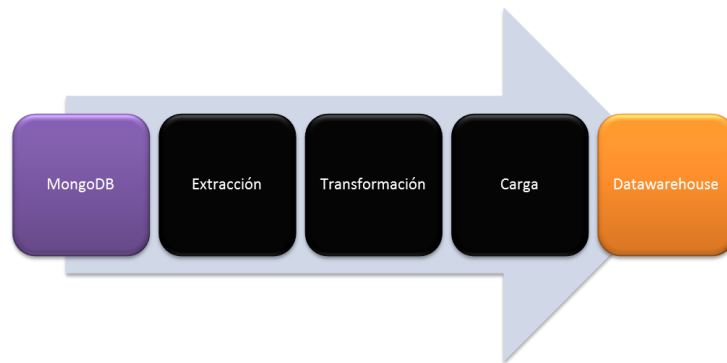 MongoDB
Extracción
Transformación
Carga
Datawarehouse